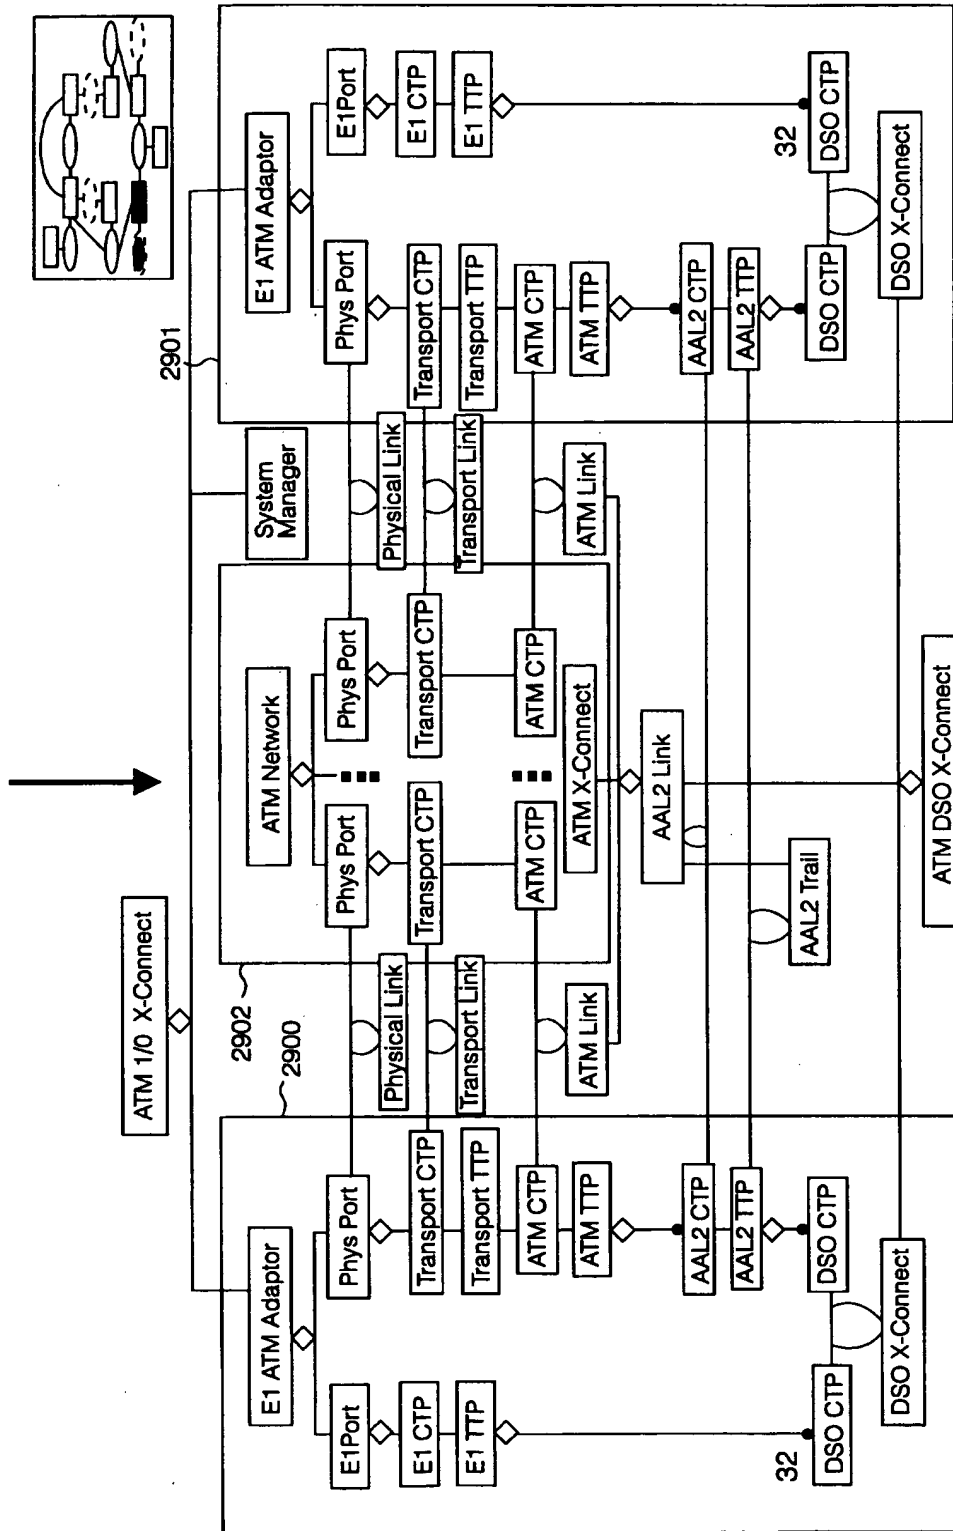 ATM 1/0 X-Connect
2900
E1 ATM Adaptor
E1Port
E1 CTP
E1 TTP
32
DSO CTP
Phys Port
Transport CTP
Transport TTP
ATM CTP
ATM TTP
AAL2 CTP
AAL2 TTP
DSO CTP
DSO X-Connect
Physical Link
Transport Link
ATM Link
2902
ATM Network
Phys Port
Phys Port
Transport CTP
Transport CTP
ATM CTP
ATM CTP
ATM X-Connect
AAL2 Link
AAL2 Trail
ATM DSO X-Connect
System
Manager
Physical Link
Transport Link
ATM Link
2901
E1 ATM Adaptor
Phys Port
Transport CTP
Transport TTP
ATM CTP
ATM TTP
AAL2 CTP
AAL2 TTP
DSO CTP
E1Port
E1 CTP
E1 TTP
32
DSO CTP
DSO X-Connect